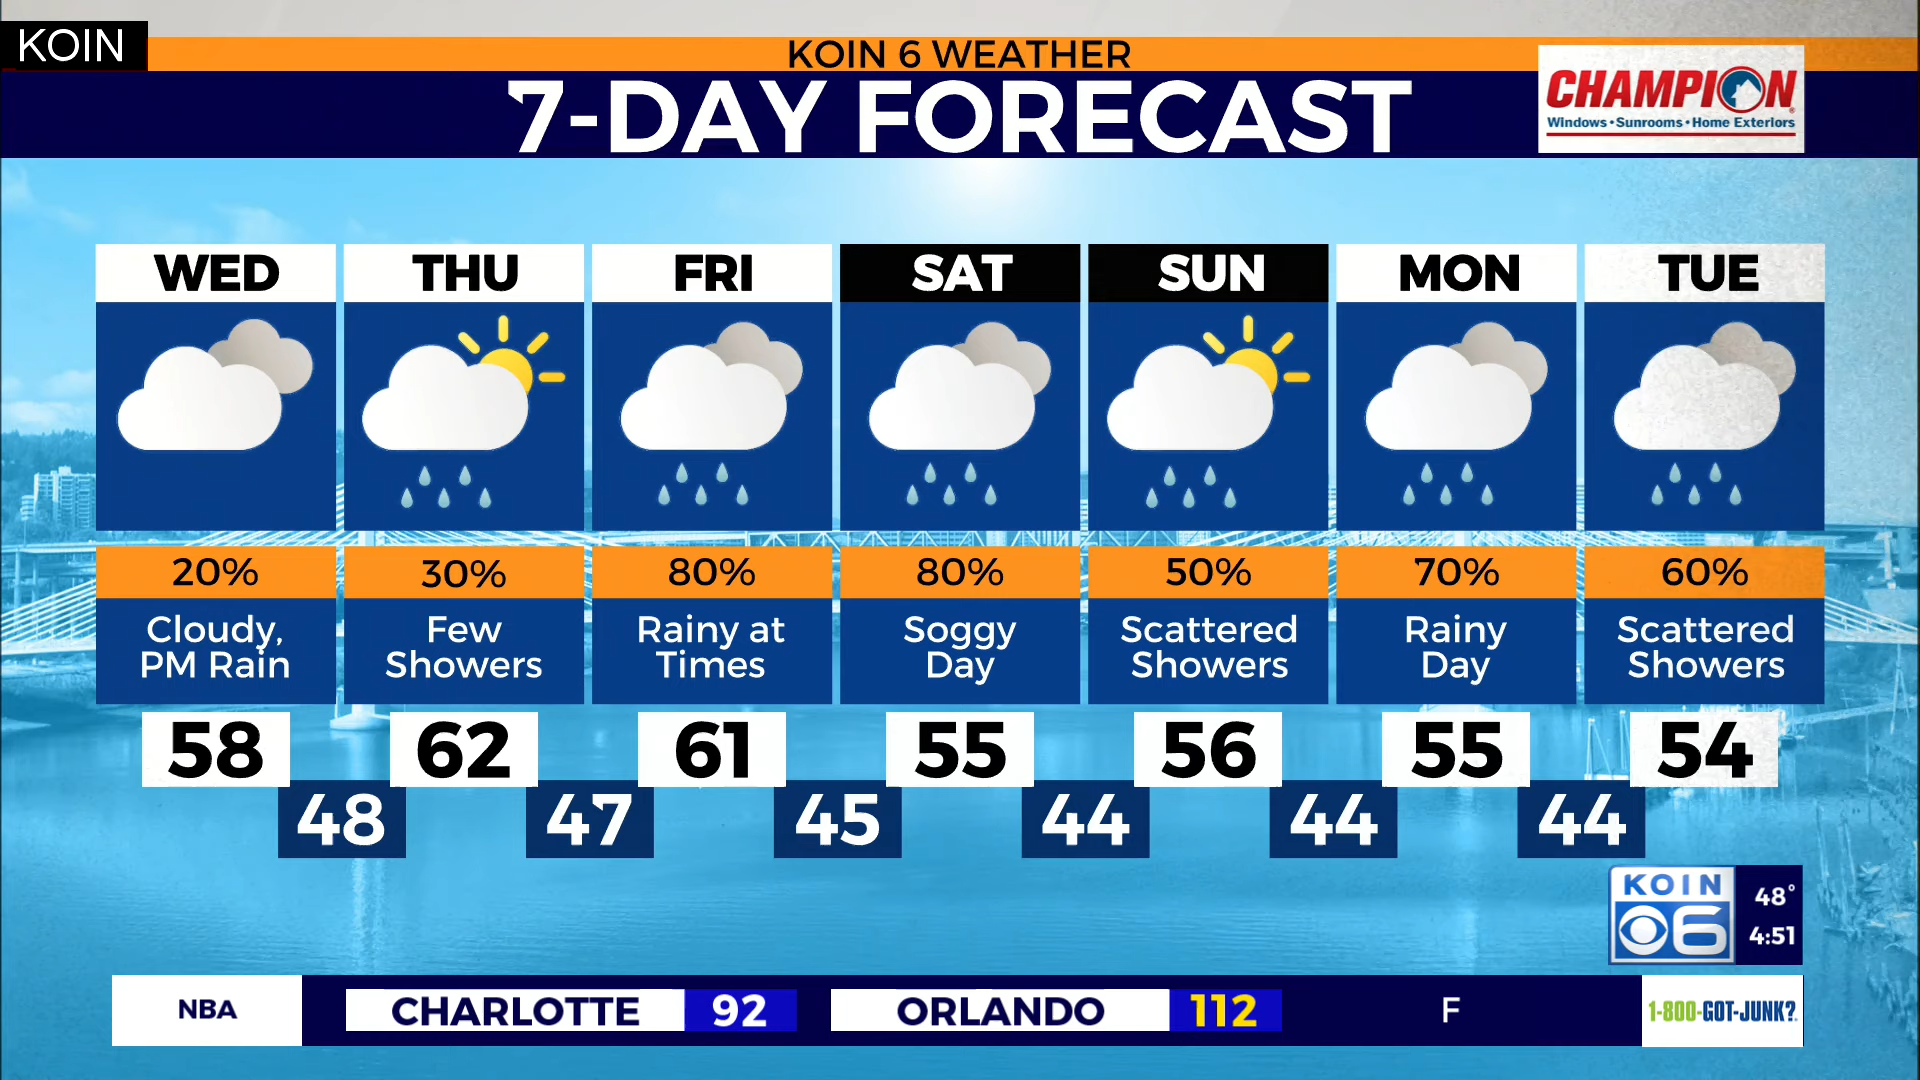 KOIN
KOIN 6 WEATHER
7-DAY FORECAST
CHAMPION®
Windows • Sunrooms • Home Exteriors
WED THU FRI SAT SUN MON TUE
20% 30% 80% 80% 50% 70% 60%
Cloudy, PM Rain
Few Showers
Rainy at Times
Soggy Day
Scattered Showers
Rainy Day
Scattered Showers
58 62 61 55 56 55 54
48 47 45 44 44 44
KOIN
6
48°
4:51
NBA CHARLOTTE 92 ORLANDO 112 F 1-800-GOT-JUNK?